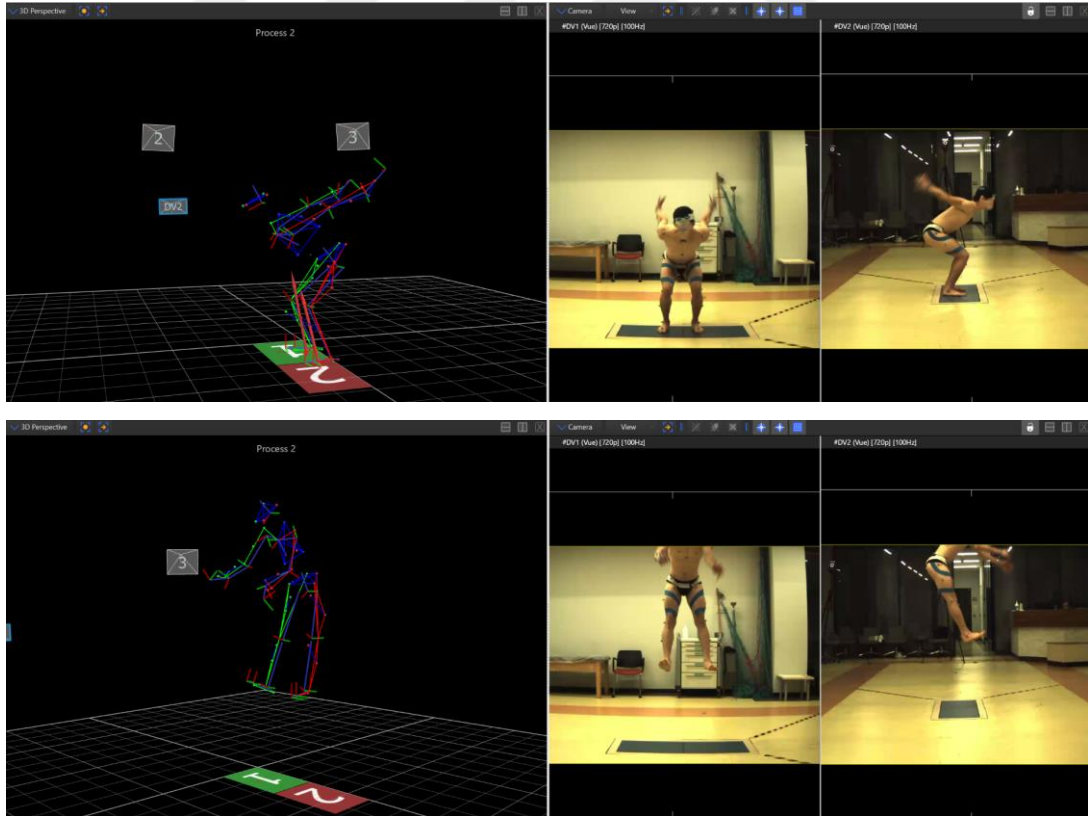 3D Perspective
Camera
View
Process 2
#DV1 (Vue) [720p] [100Hz]
#DV2 (Vue) [720p] [100Hz]
2
3
DV2
1
2
3D Perspective
Camera
View
Process 2
#DV1 (Vue) [720p] [100Hz]
#DV2 (Vue) [720p] [100Hz]
3
1
2